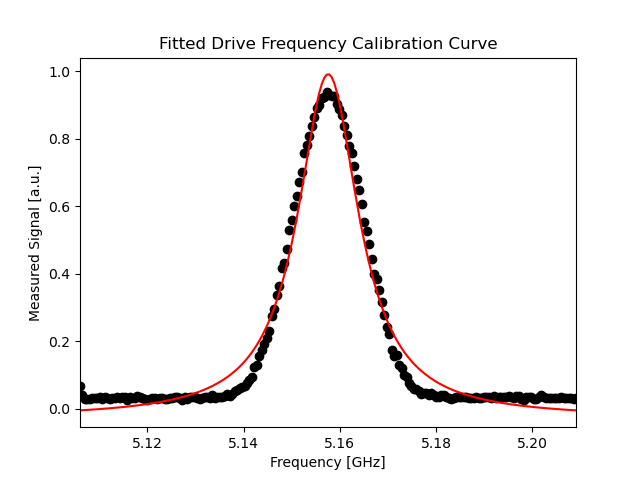 Fitted Drive Frequency Calibration Curve
Measured Signal [a.u.]
1.0
0.8
0.6
0.4
0.2
0.0
5.12 5.14 5.16 5.18 5.20
Frequency [GHz]